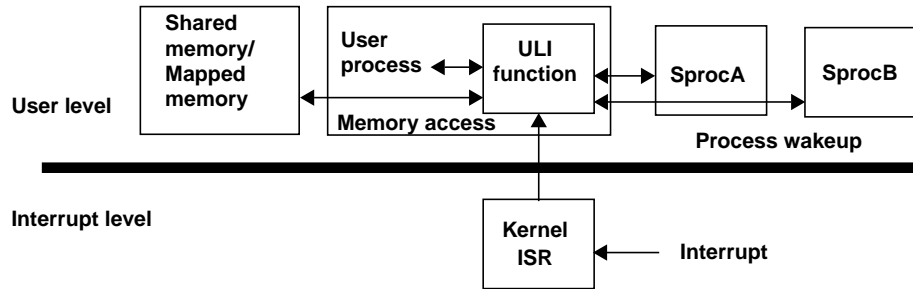 Shared
memory/
Mapped
memory
User
process
ULI
function
SprocA
SprocB
User level
Memory access
Process wakeup
Interrupt level
Kernel
ISR
Interrupt